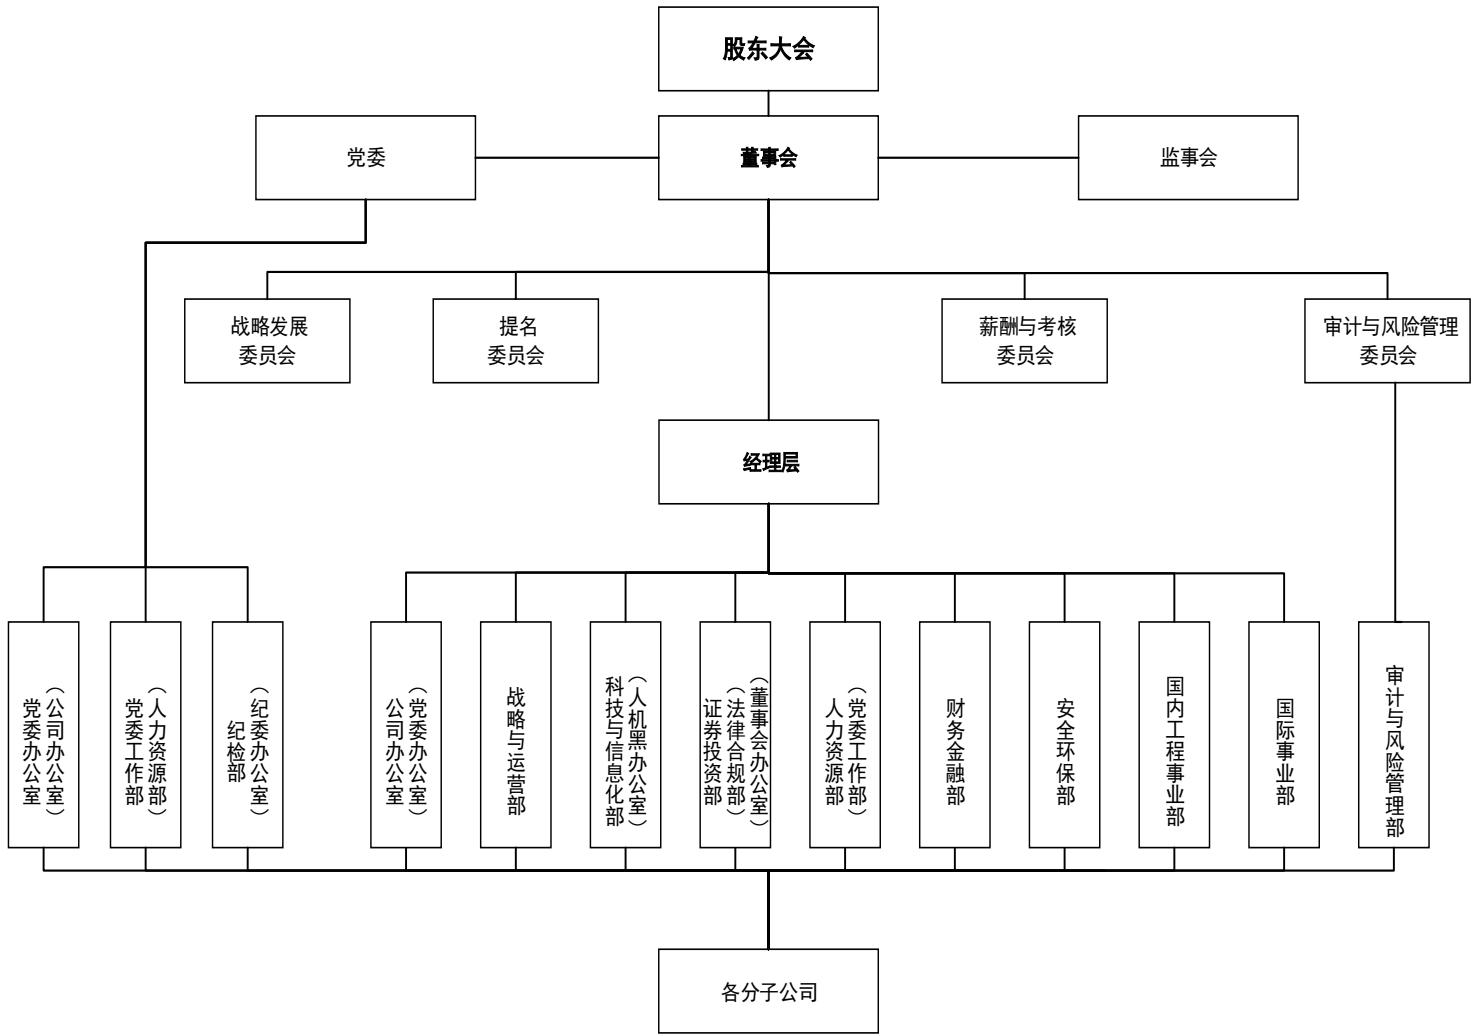 股东大会
党委
董事会
监事会
战略发展
委员会
提名
委员会
薪酬与考核
委员会
审计与风险管理
委员会
经理层
党委办公室
（公司办公室）
党委工作部
（人力资源部）
纪检部
（纪委办公室）
公司办公室
（党委办公室）
战略与运营部
科技与信息化部
（人机黑办公室）
证券投资部
（法律合规部）
（董事会办公室）
人力资源部
（党委工作部）
财务金融部
安全环保部
国内工程事业部
国际事业部
审计与风险管理部
各分子公司